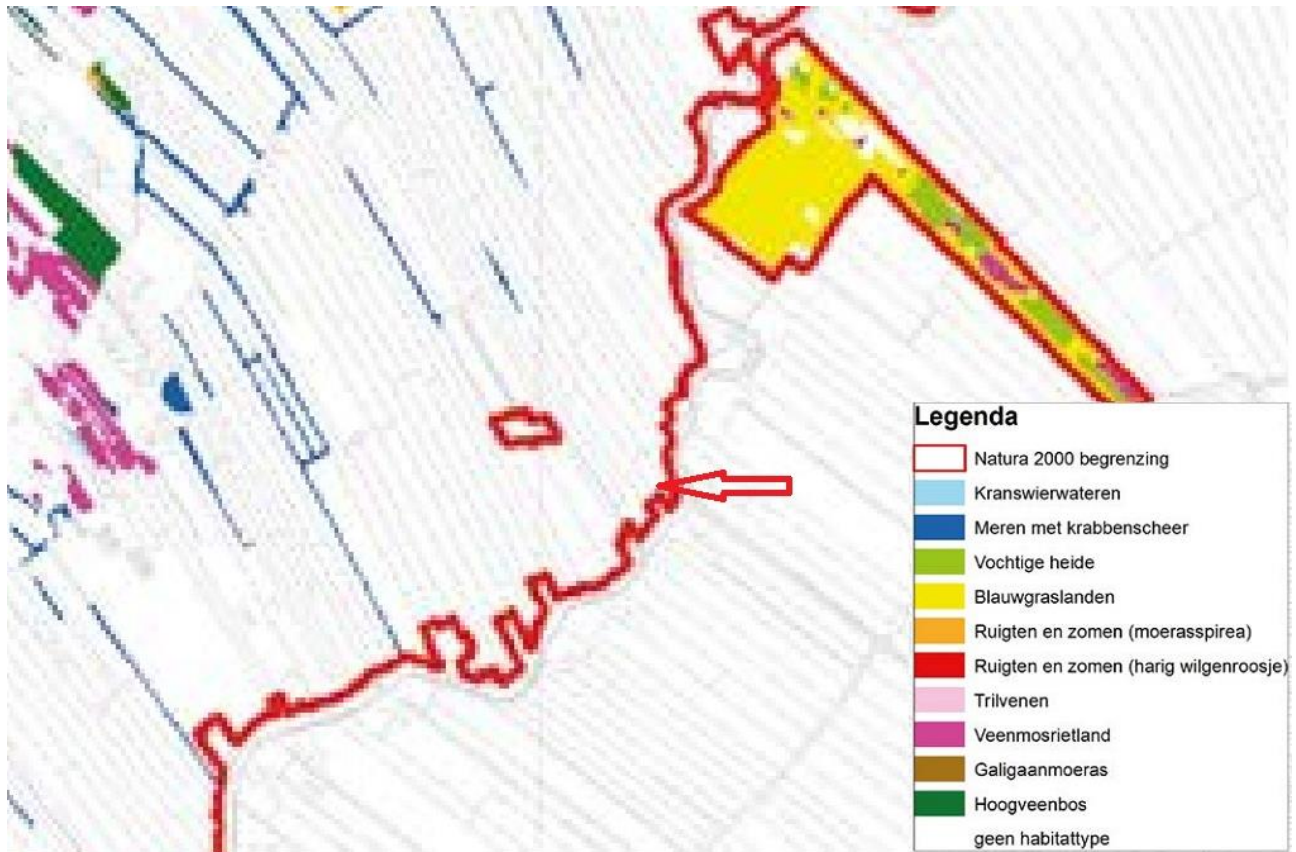 Legenda
Natura 2000 begrenzing
Kranswierwateren
Meren met krabbenscheer
Vochtige heide
Blauwgraslanden
Ruigten en zomen (moerasspirea)
Ruigten en zomen (harig wilgenroosje)
Trilvenen
Veenmosrietland
Galigaanmoeras
Hoogveenbos
geen habitattype